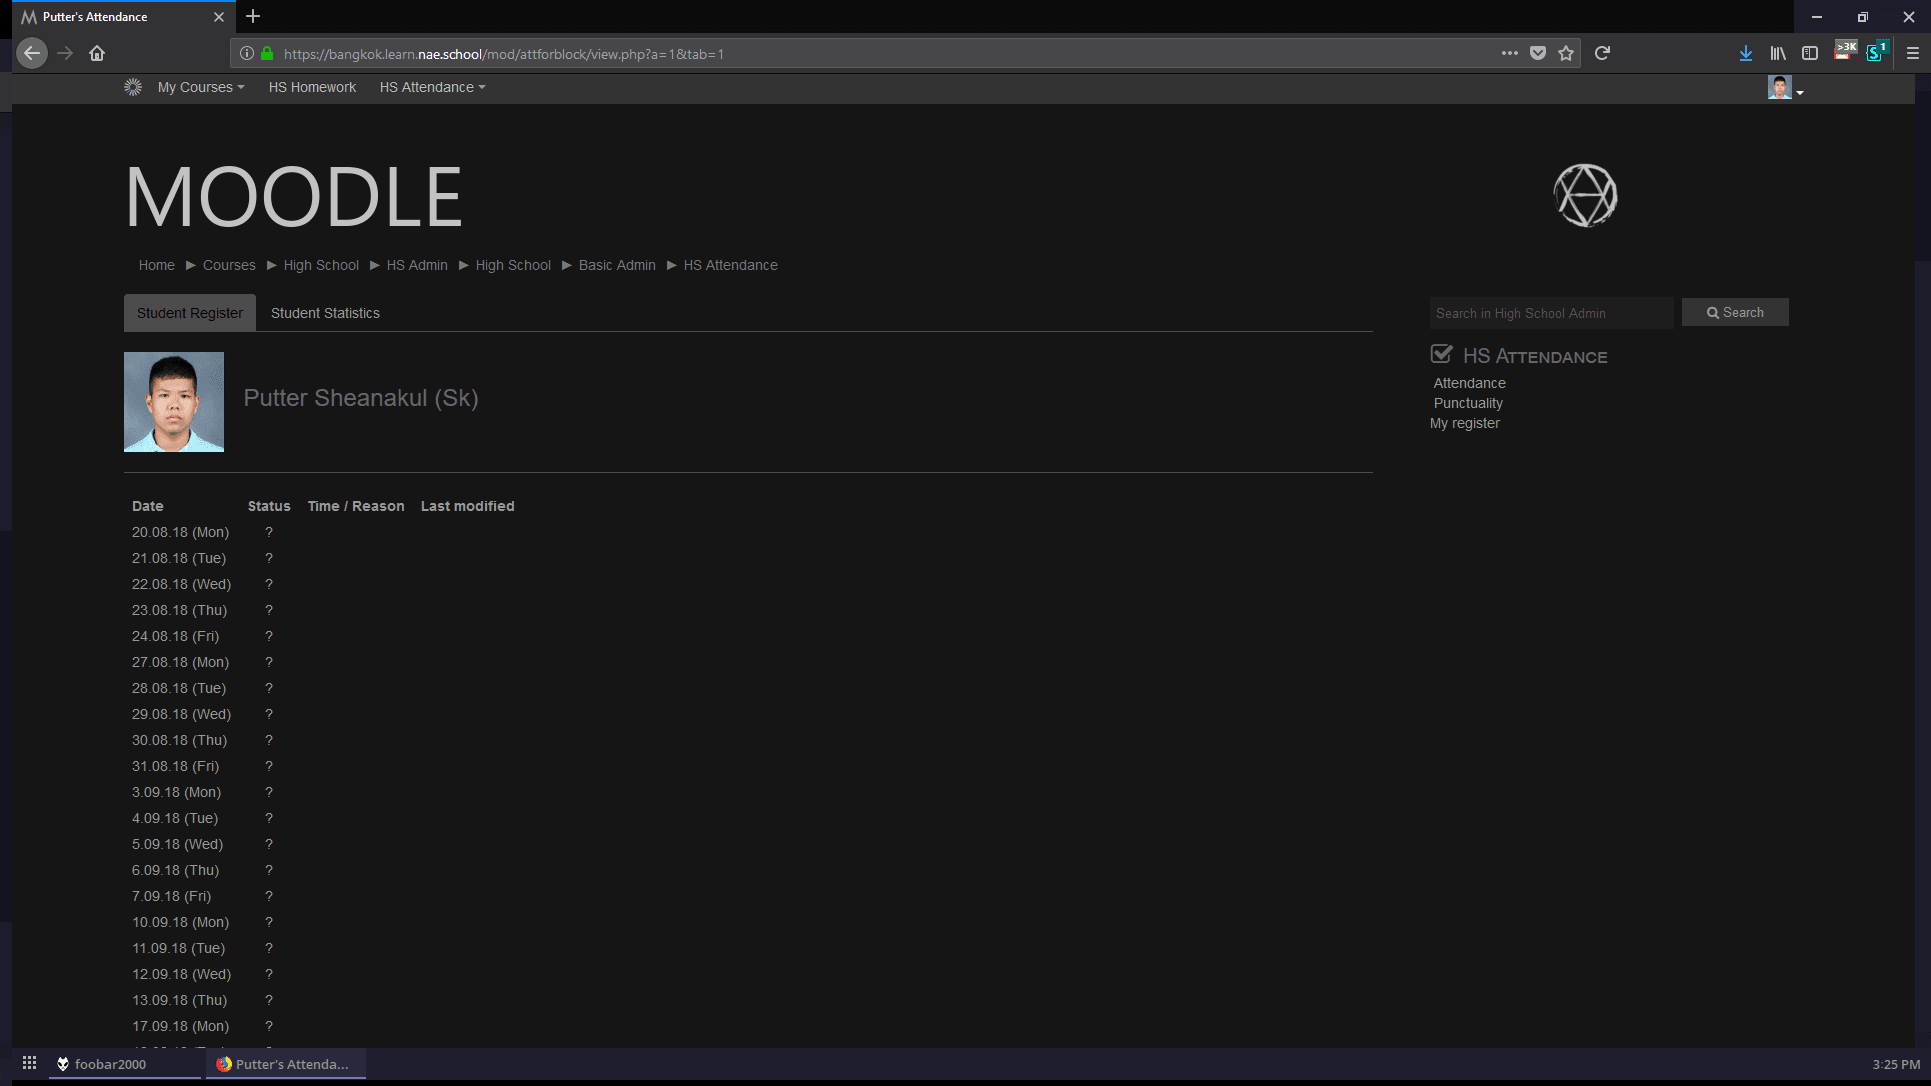 Putter's Attendance
https://bangkok.learn.nae.school/mod/attforblock/view.php?a=1&tab=1
>3K
1
My Courses HS Homework HS Attendance
MOODLE
Home ► Courses ► High School ► HS Admin ► High School ► Basic Admin ► HS Attendance
Student Register Student Statistics
Search in High School Admin Search
Putter Sheanakul (Sk)
HS ATTENDANCE
Attendance
Punctuality
My register
Date Status Time / Reason Last modified
20.08.18 (Mon) ?
21.08.18 (Tue) ?
22.08.18 (Wed) ?
23.08.18 (Thu) ?
24.08.18 (Fri) ?
27.08.18 (Mon) ?
28.08.18 (Tue) ?
29.08.18 (Wed) ?
30.08.18 (Thu) ?
31.08.18 (Fri) ?
3.09.18 (Mon) ?
4.09.18 (Tue) ?
5.09.18 (Wed) ?
6.09.18 (Thu) ?
7.09.18 (Fri) ?
10.09.18 (Mon) ?
11.09.18 (Tue) ?
12.09.18 (Wed) ?
13.09.18 (Thu) ?
17.09.18 (Mon) ?
foobar2000 Putter's Attenda... 3:25 PM